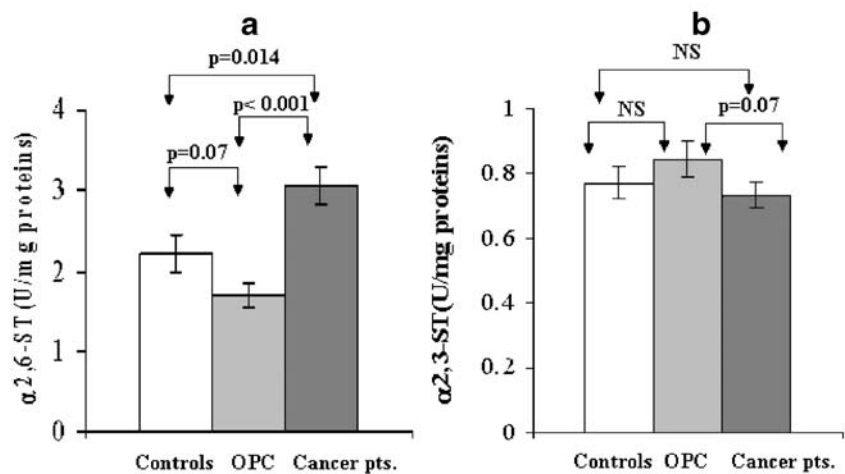 a
p=0.014
p< 0.001
p=0.07
α2,6-ST (U/mg proteins)
4
3
2
1
0
Controls OPC Cancer pts.
b
NS
NS
p=0.07
α2,3-ST(U/mg proteins)
1
0.8
0.6
0.4
0.2
0
Controls OPC Cancer pts.